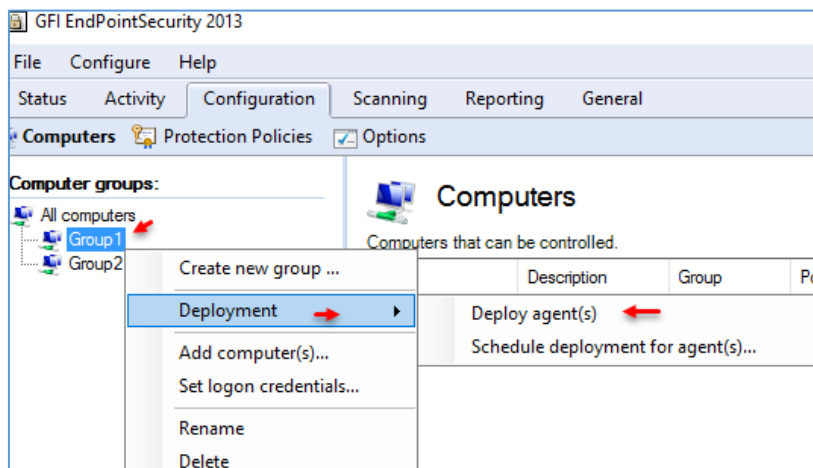 GFI EndPointSecurity 2013
File Configure Help
Status Activity Configuration Scanning Reporting General
Computers Protection Policies Options
Computer groups:
All computers
Group1
Group2
Computers
Computers that can be controlled.
Description Group
Create new group ...
Deployment
Deploy agent(s)
Schedule deployment for agent(s)...
Add computer(s)...
Set logon credentials...
Rename
Delete